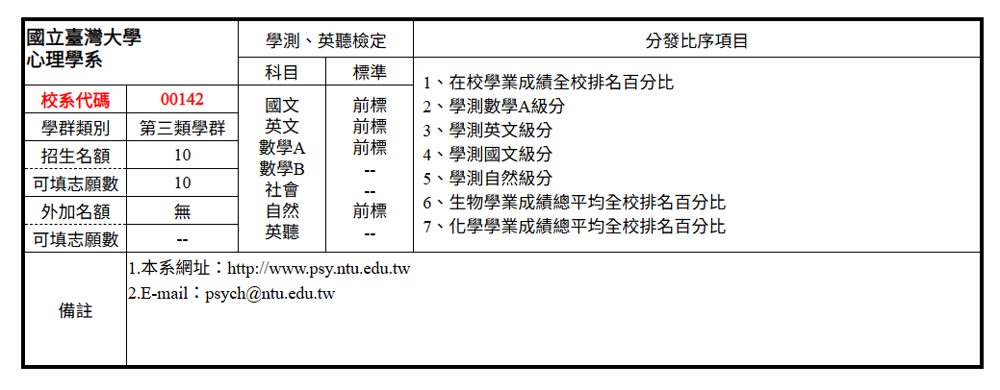 國立臺灣大學
心理學系
學測、英聽檢定
分發比序項目
科目 標準
校系代碼 00142
學群類別 第三類學群
招生名額 10
可填志願數 10
外加名額 無
可填志願數 --
國文 前標
英文 前標
數學A 前標
數學B --
社會 --
自然 前標
英聽 --
1、在校學業成績全校排名百分比
2、學測數學A級分
3、學測英文級分
4、學測國文級分
5、學測自然級分
6、生物學業成績總平均全校排名百分比
7、化學學業成績總平均全校排名百分比
備註
1.本系網址：http://www.psy.ntu.edu.tw
2.E-mail：psych@ntu.edu.tw